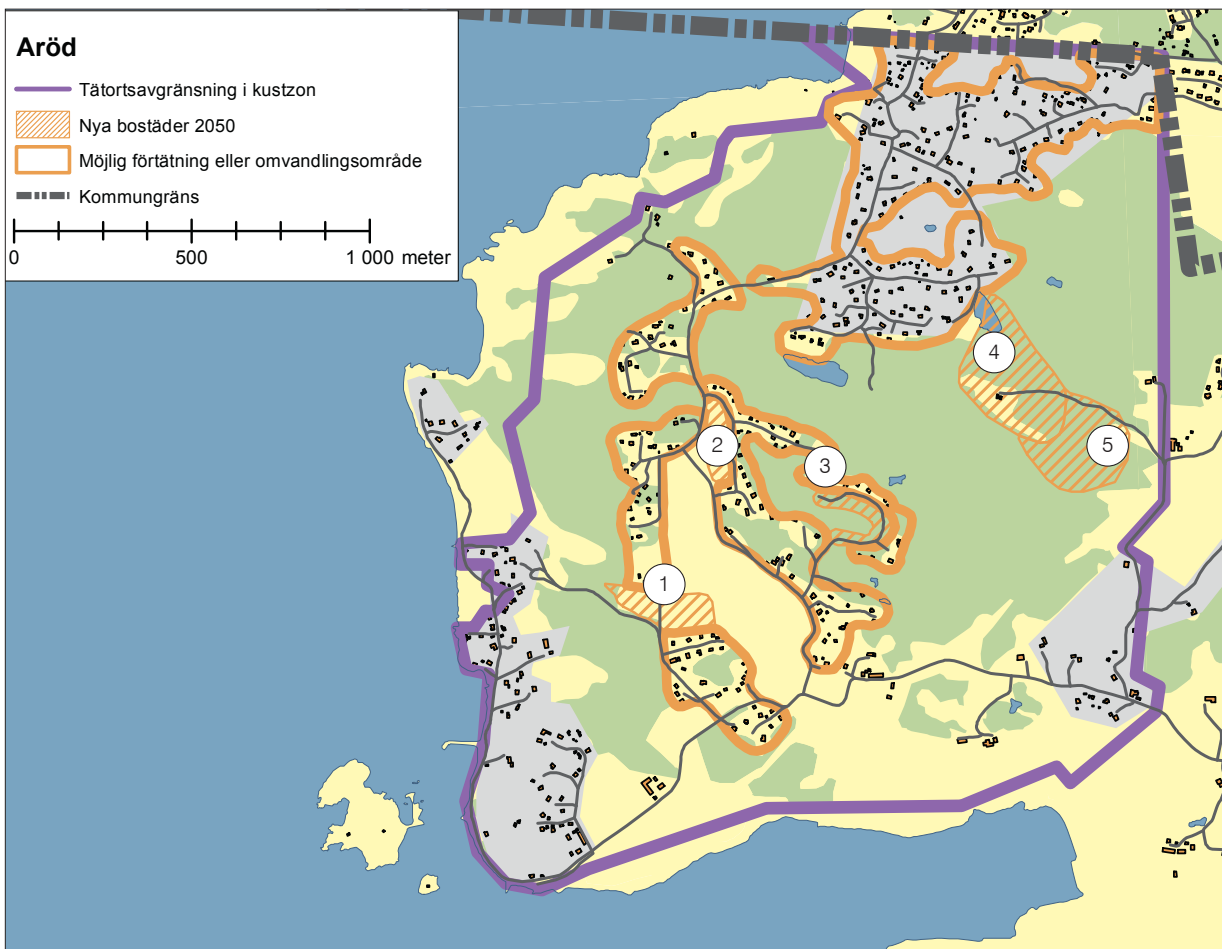 Aröd
Tätortsavgränsning i kustzon
Nya bostäder 2050
Möjlig förtätning eller omvandlingsområde
Kommungräns
0 500 1 000 meter
4
5
2
3
1